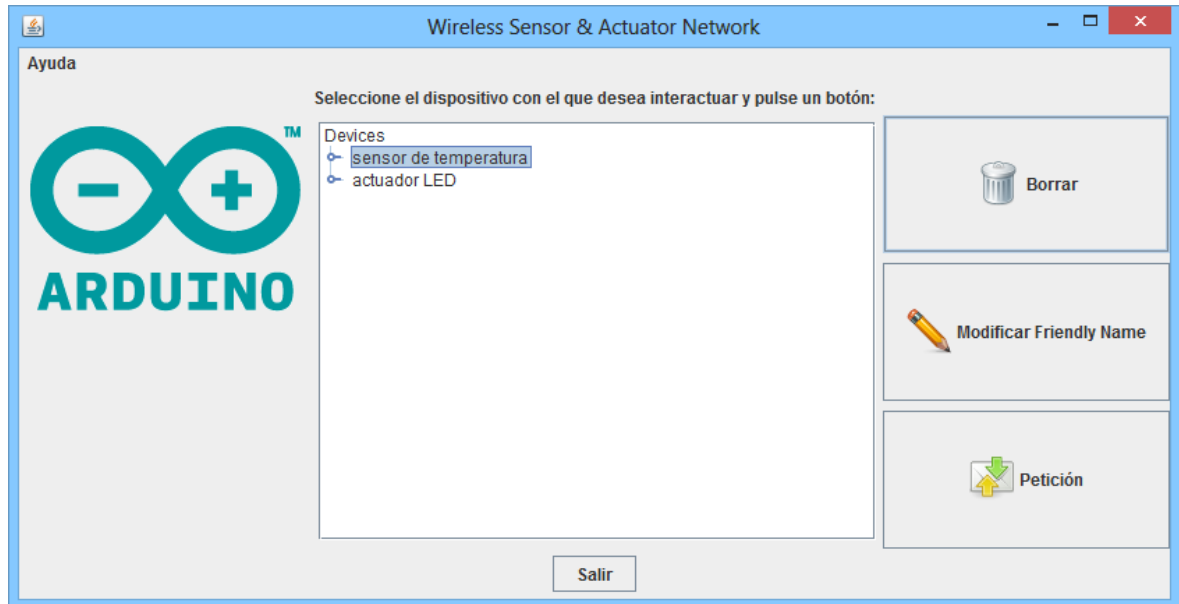 Wireless Sensor & Actuator Network
Ayuda
Seleccione el dispositivo con el que desea interactuar y pulse un botón:
TM
ARDUINO
Devices
sensor de temperatura
actuador LED
Borrar
Modificar Friendly Name
Petición
Salir